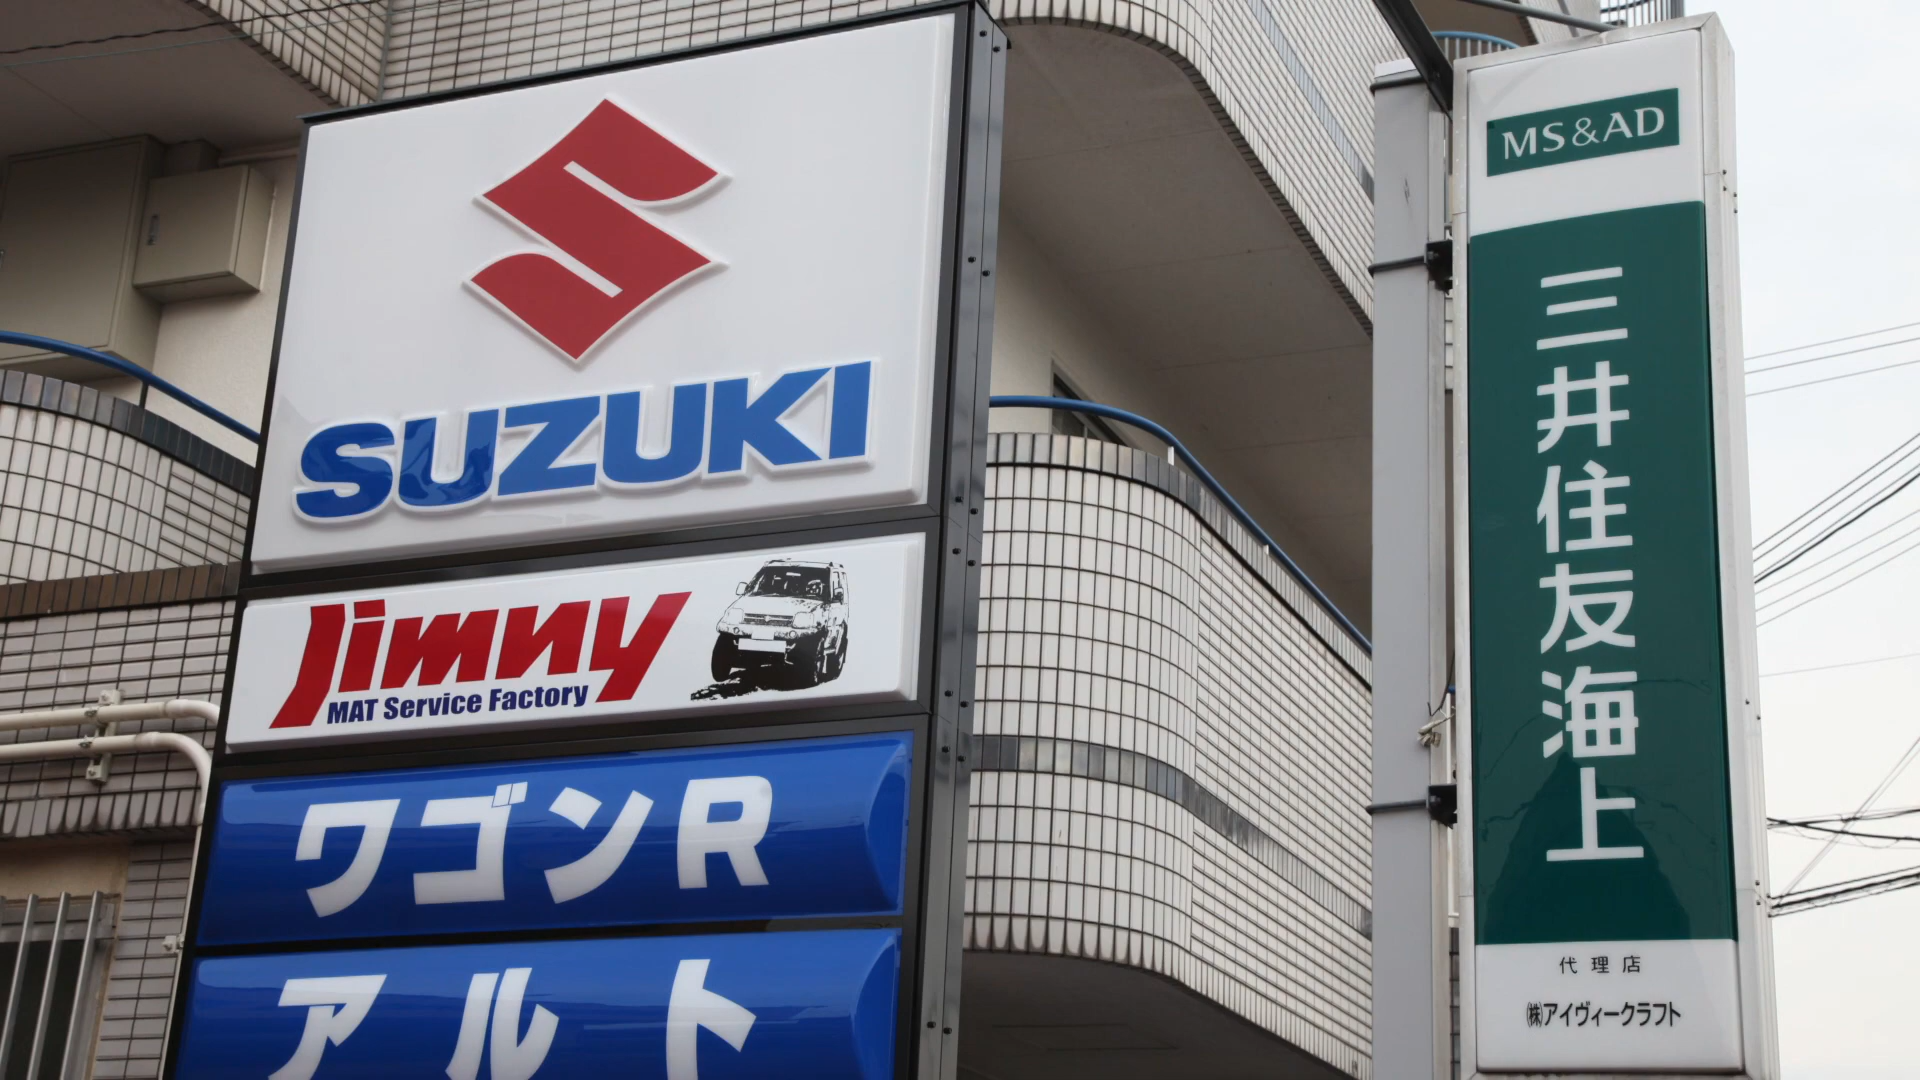 SUZUKI
Jimny
MAT Service Factory
ワゴンR
アルト
MS&AD
三井住友海上
代理店
㈱アイヴィークラフト